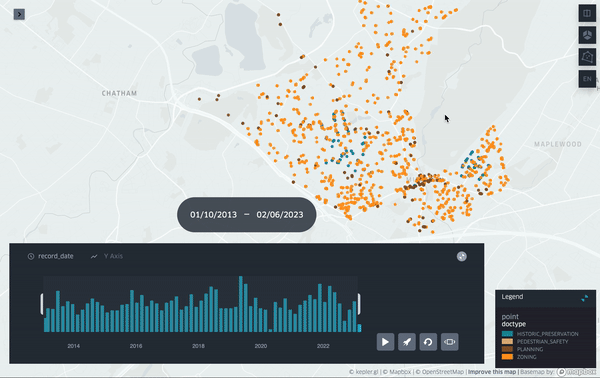 CHATHAM
MAPLEWOOD
EN
01/10/2013 – 02/06/2023
record_date
Y Axis
2014 2016 2018 2020 2022
Legend
point
doctype
HISTORIC_PRESERVATION
PEDESTRIAN_SAFETY
PLANNING
ZONING
© kepler.gl | © Mapbox | © OpenStreetMap | Improve this map | Basemap by: mapbox